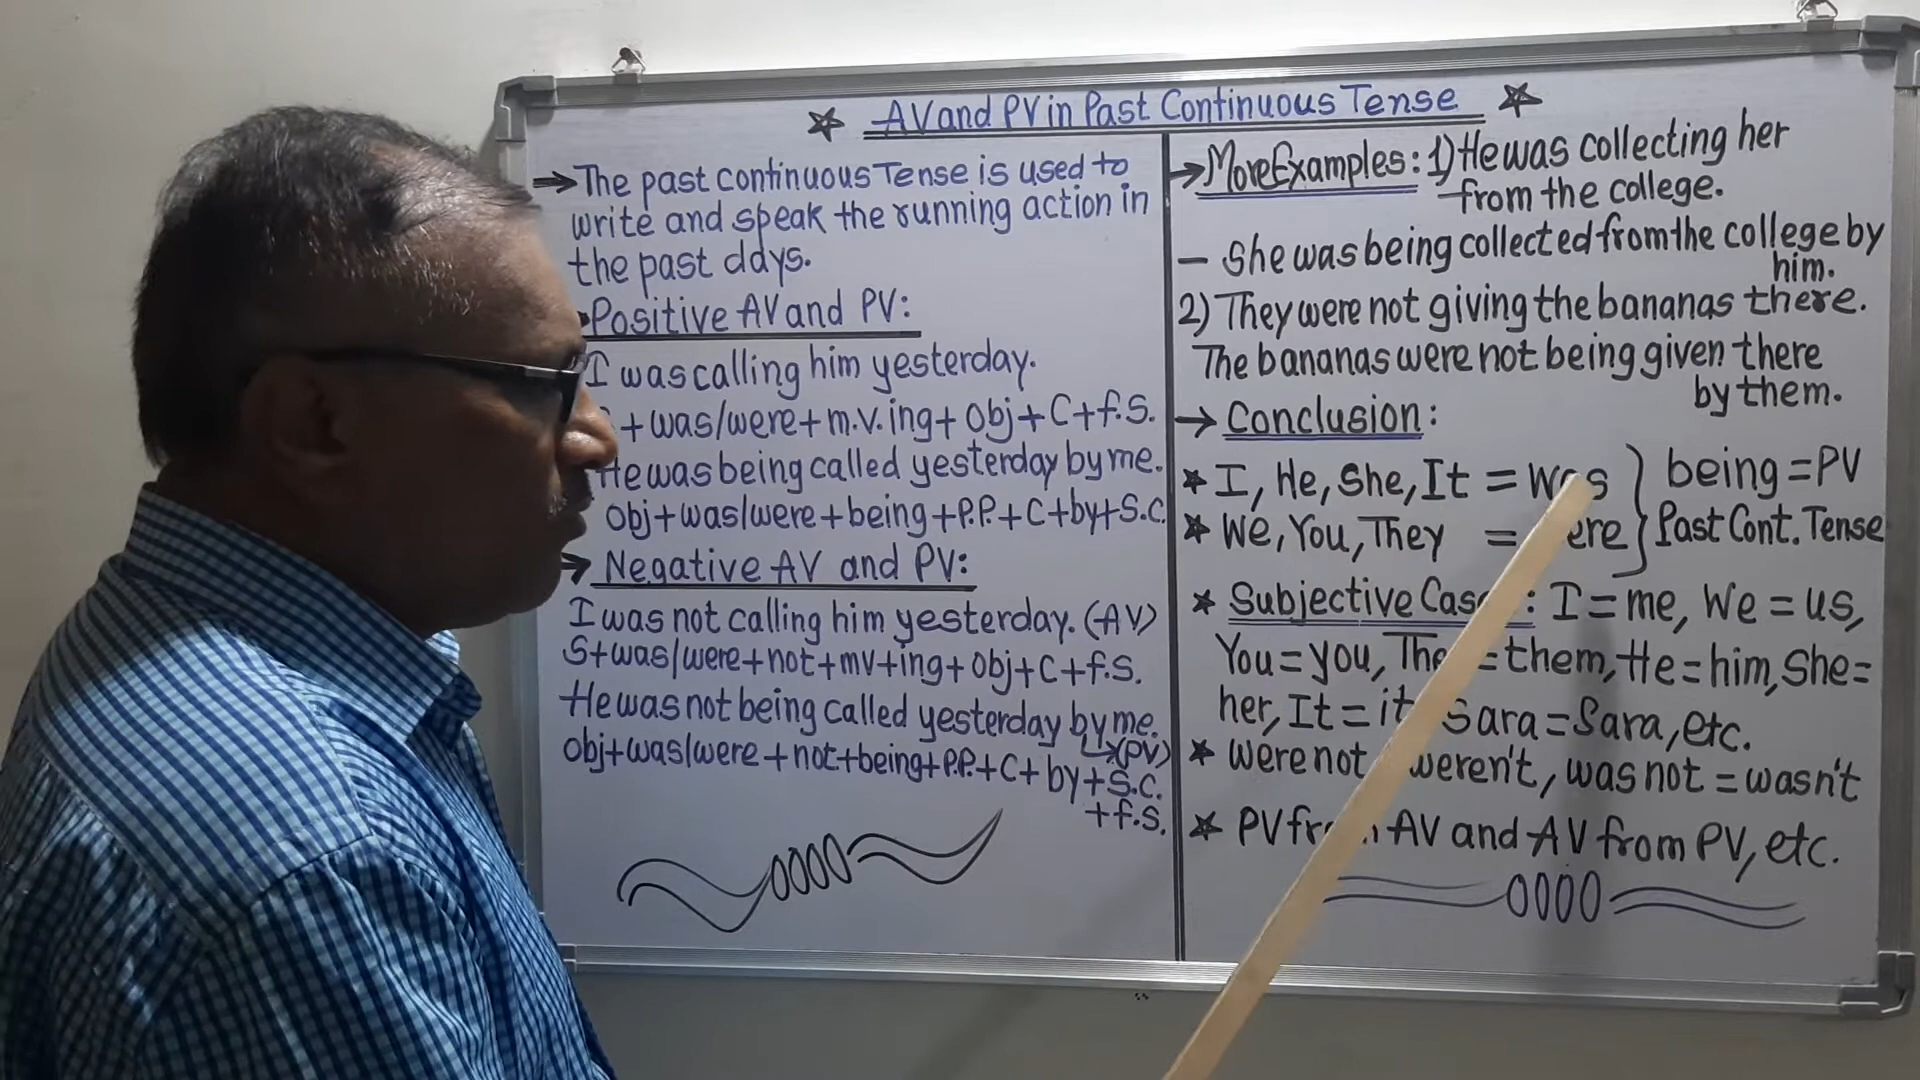 AV and PV in Past Continuous Tense
The past continuous Tense is used to
write and speak the running action in
the past days.
Positive AV and PV:
I was calling him yesterday.
+ was/were + m.v. ing + Obj + C + f.S.
He was being called yesterday by me.
Obj + was/were + being + P.P. + C + by + S.C.
Negative AV and PV:
I was not calling him yesterday. (AV)
S + was/were + not + mv + ing + Obj + C + f.S.
He was not being called yesterday by me.
(PV)
Obj + was/were + not + being + P.P. + C + by + S.C.
+ f.S.
More Examples: 1) He was collecting her
from the college.
– She was being collected from the college by
him.
2) They were not giving the bananas there.
The bananas were not being given there
by them.
Conclusion:
I, He, She, It = Was } being = PV
We, You, They = ere } Past Cont. Tense
Subjective Cas : I = me, We = us,
You = you, The = them, He = him, She =
her, It = it Sara = Sara, etc.
were not weren't, was not = wasn't
PV fr AV and AV from PV, etc.